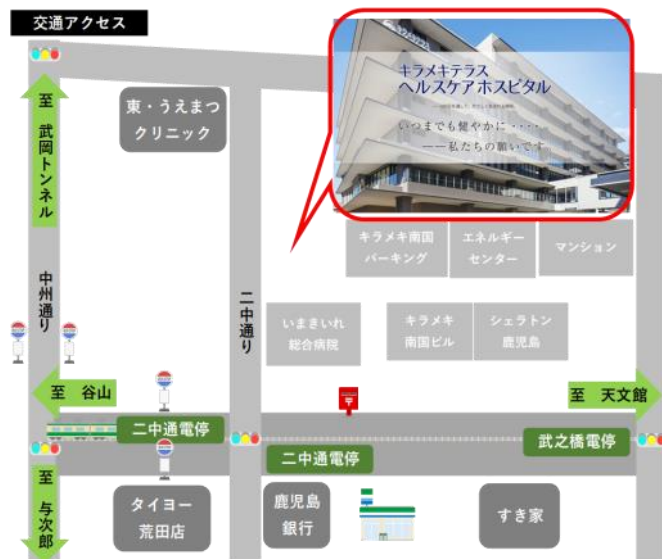 交通アクセス
キラメキテラス
ヘルスケアホスピタル
いつまでも健やかに・・・・
――私たちの願いです
東・うえまつ
クリニック
至 武岡トンネル
中州通り
二中通り
キラメキ南国
パーキング
エネルギー
センター
マンション
いまきいれ
総合病院
キラメキ
南国ビル
シェラトン
鹿児島
至 谷山
〒
至 天文館
二中通電停
武之橋電停
二中通電停
至 与次郎
タイヨー
荒田店
鹿児島
銀行
すき家